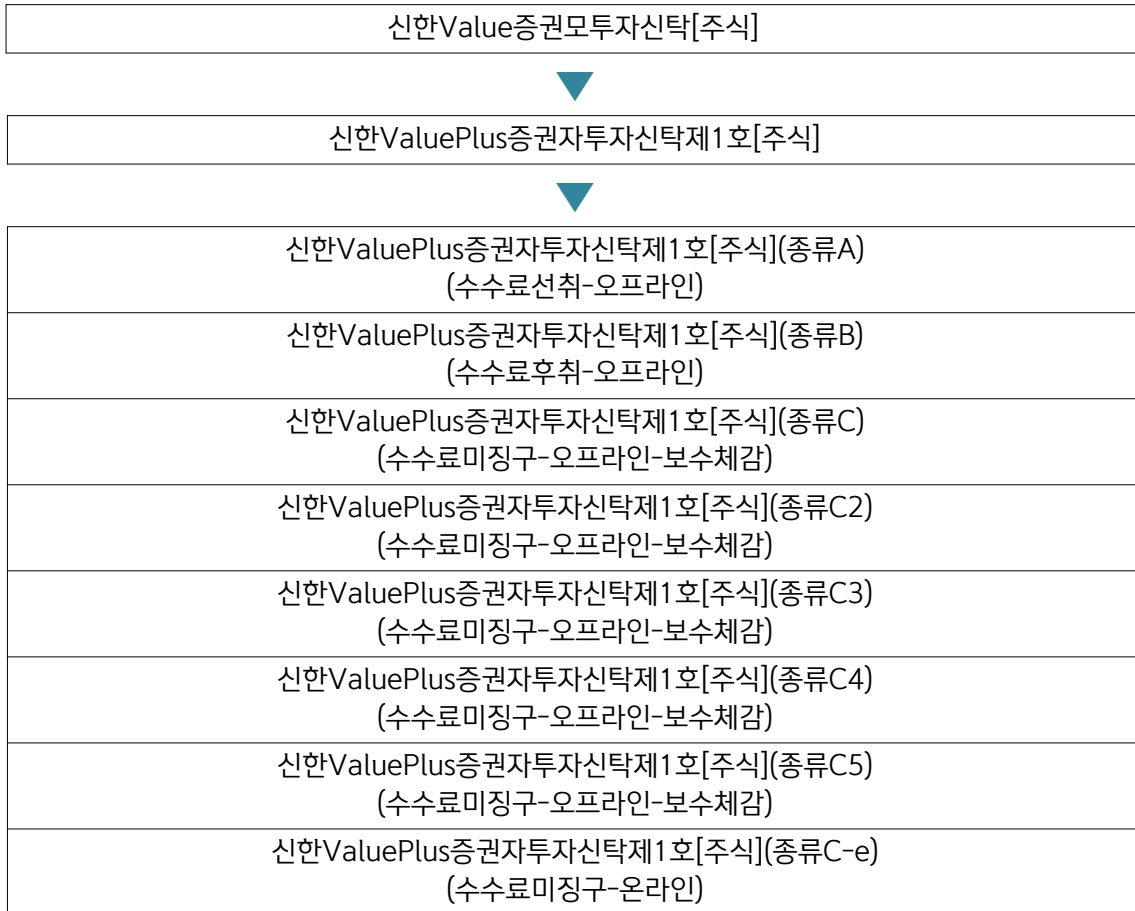 신한Value증권모투자신탁[주식]
신한ValuePlus증권자투자신탁제1호[주식]
신한ValuePlus증권자투자신탁제1호[주식](종류A)
(수수료선취-오프라인)
신한ValuePlus증권자투자신탁제1호[주식](종류B)
(수수료후취-오프라인)
신한ValuePlus증권자투자신탁제1호[주식](종류C)
(수수료미징구-오프라인-보수체감)
신한ValuePlus증권자투자신탁제1호[주식](종류C2)
(수수료미징구-오프라인-보수체감)
신한ValuePlus증권자투자신탁제1호[주식](종류C3)
(수수료미징구-오프라인-보수체감)
신한ValuePlus증권자투자신탁제1호[주식](종류C4)
(수수료미징구-오프라인-보수체감)
신한ValuePlus증권자투자신탁제1호[주식](종류C5)
(수수료미징구-오프라인-보수체감)
신한ValuePlus증권자투자신탁제1호[주식](종류C-e)
(수수료미징구-온라인)